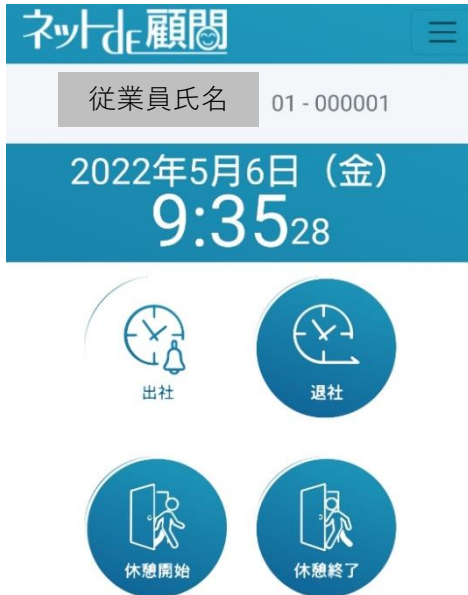 ネットdE顧問
従業員氏名 01 - 000001
2022年5月6日（金）
9:35 28
出社 退社
休憩開始 休憩終了